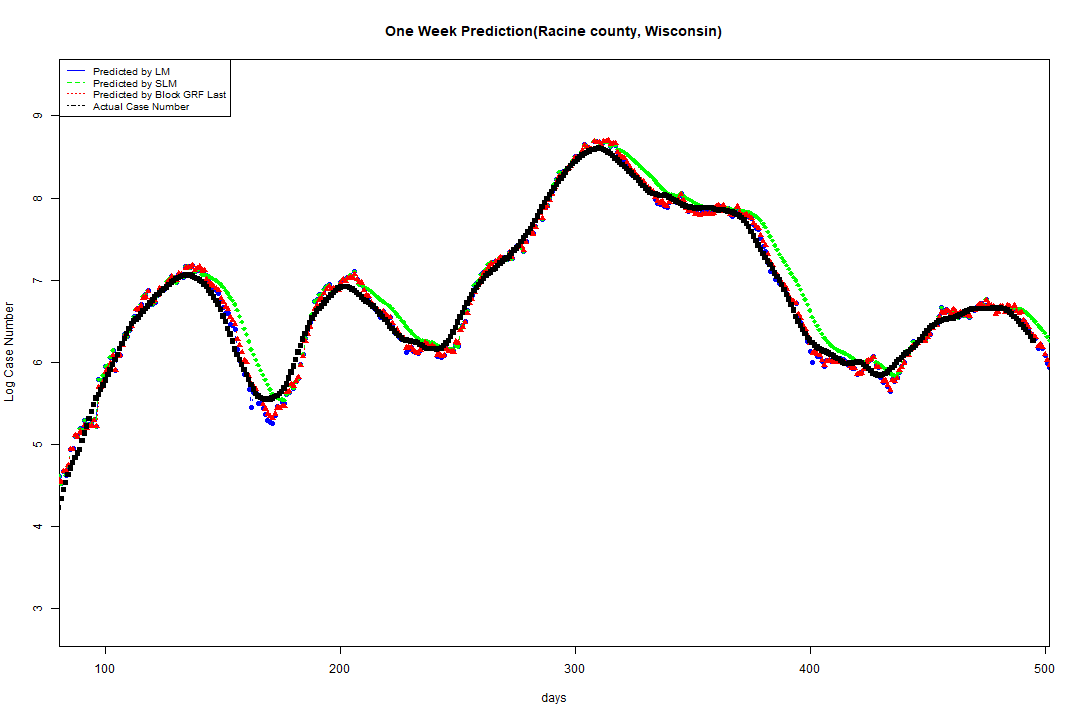 One Week Prediction(Racine county, Wisconsin)
Predicted by LM
Predicted by SLM
Predicted by Block GRF Last
Actual Case Number
9
8
7
6
5
4
3
Log Case Number
100 200 300 400 500
days